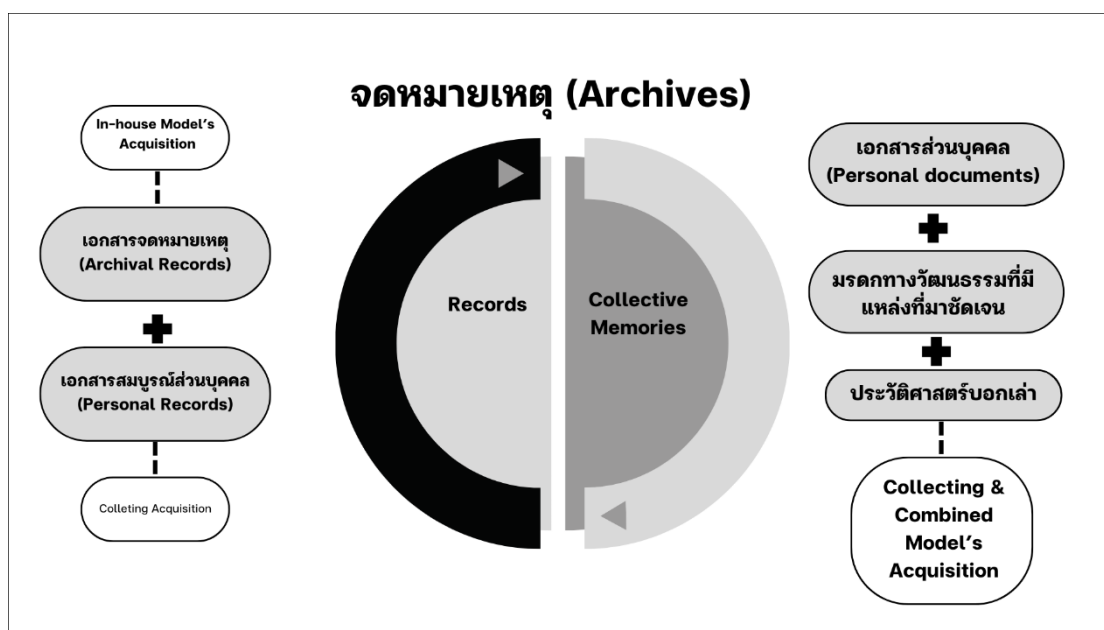 จดหมายเหตุ (Archives)
In-house Model’s
Acquisition
เอกสารจดหมายเหตุ
(Archival Records)
เอกสารสมบูรณ์ส่วนบุคคล
(Personal Records)
Colleting Acquisition
Records
Collective
Memories
เอกสารส่วนบุคคล
(Personal documents)
มรดกทางวัฒนธรรมที่มี
แหล่งที่มาชัดเจน
ประวัติศาสตร์บอกเล่า
Collecting &
Combined
Model’s
Acquisition